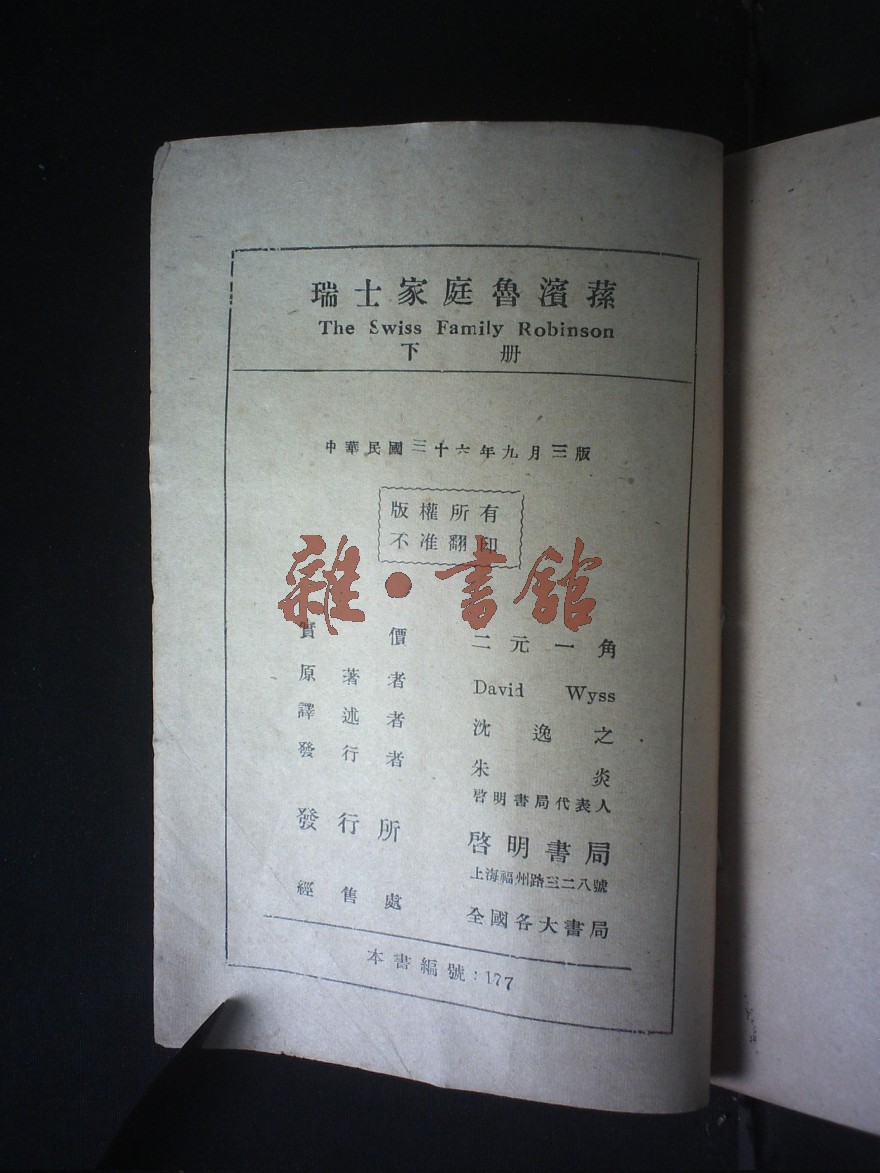 瑞士家庭魯濱蓀
The Swiss Family Robinson
下册
中華民國三十六年九月三版
版權所有
不准翻印
雜·書館
實價 二元一角
原著者 David Wyss
譯述者 沈逸之
發行者 朱炎
啓明書局代表人
發行所 啓明書局
上海福州路三二八號
經售處 全國各大書局
本書編號:177